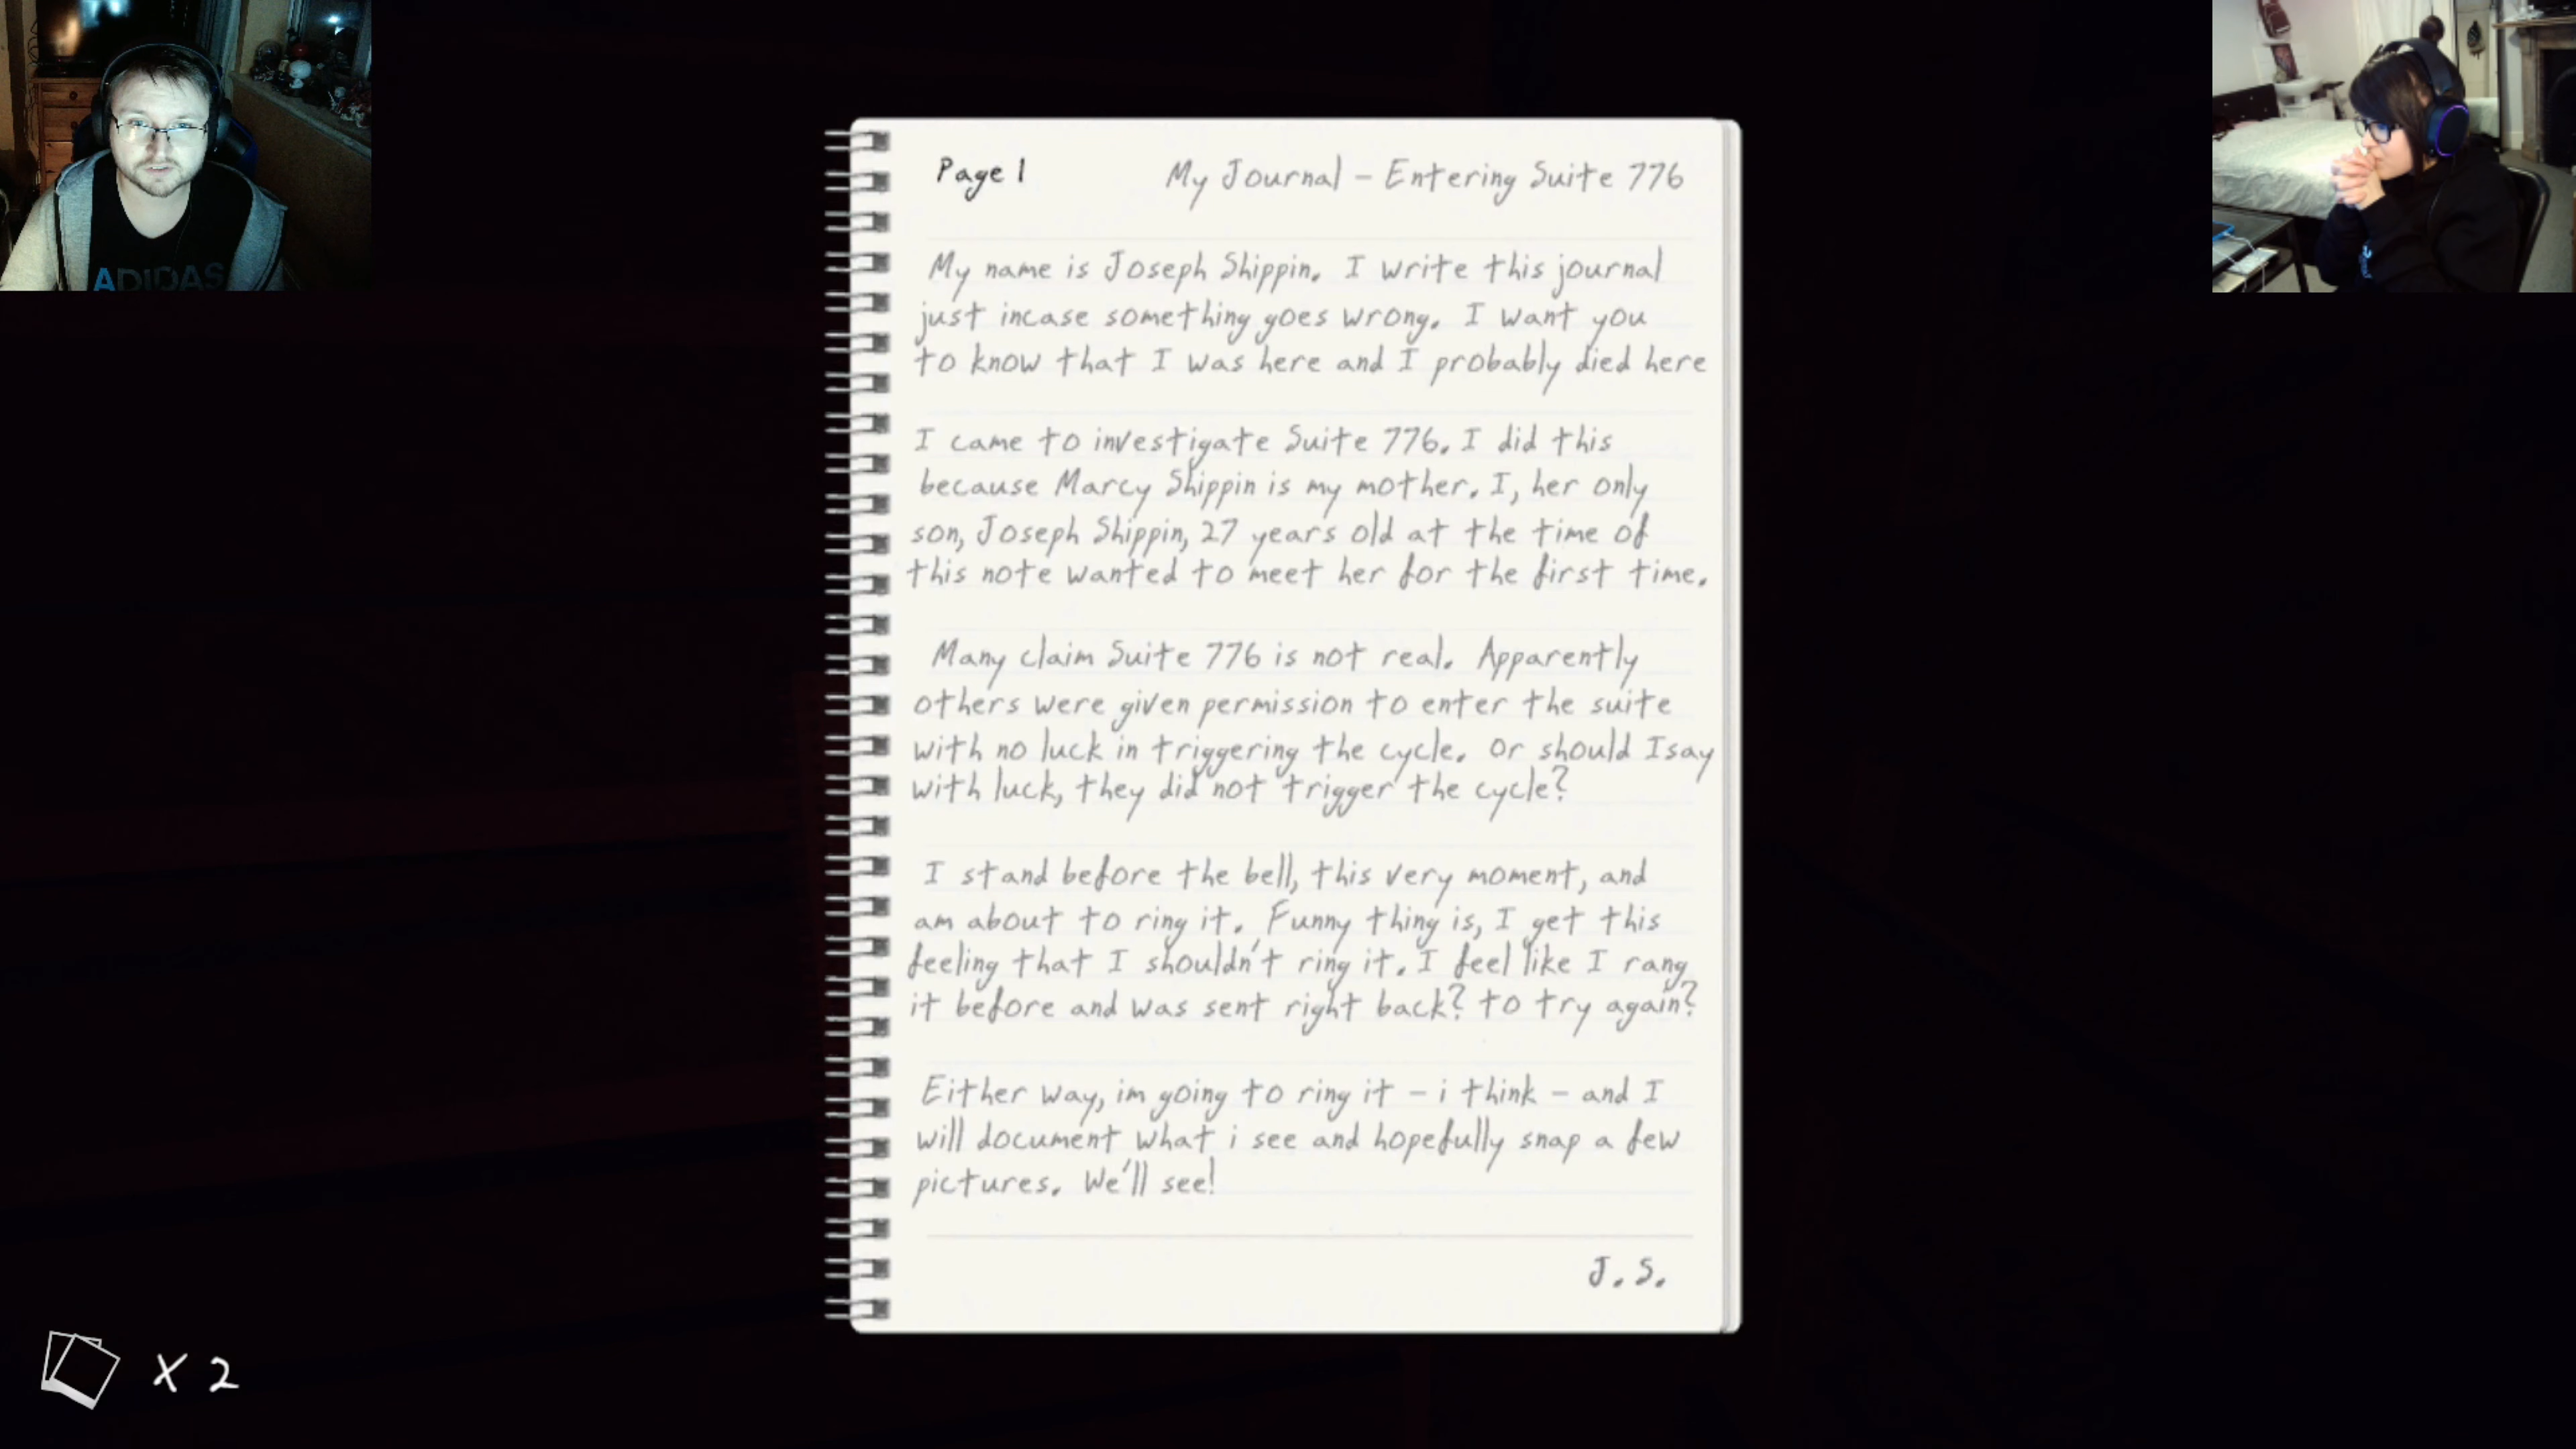 ADIDAS
Page 1
My Journal - Entering Suite 776
My name is Joseph Shippin. I write this journal
just incase something goes wrong. I want you
to know that I was here and I probably died here
I came to investigate Suite 776. I did this
because Marcy Shippin is my mother. I, her only
son, Joseph Shippin, 27 years old at the time of
this note wanted to meet her for the first time.
Many claim Suite 776 is not real. Apparently
others were given permission to enter the suite
with no luck in triggering the cycle. Or should I say
with luck, they did not trigger the cycle?
I stand before the bell, this very moment, and
am about to ring it. Funny thing is, I get this
feeling that I shouldn't ring it. I feel like I rang
it before and was sent right back? to try again?
Either way, im going to ring it - i think - and I
will document what i see and hopefully snap a few
pictures. We'll see!
J.S.
X 2